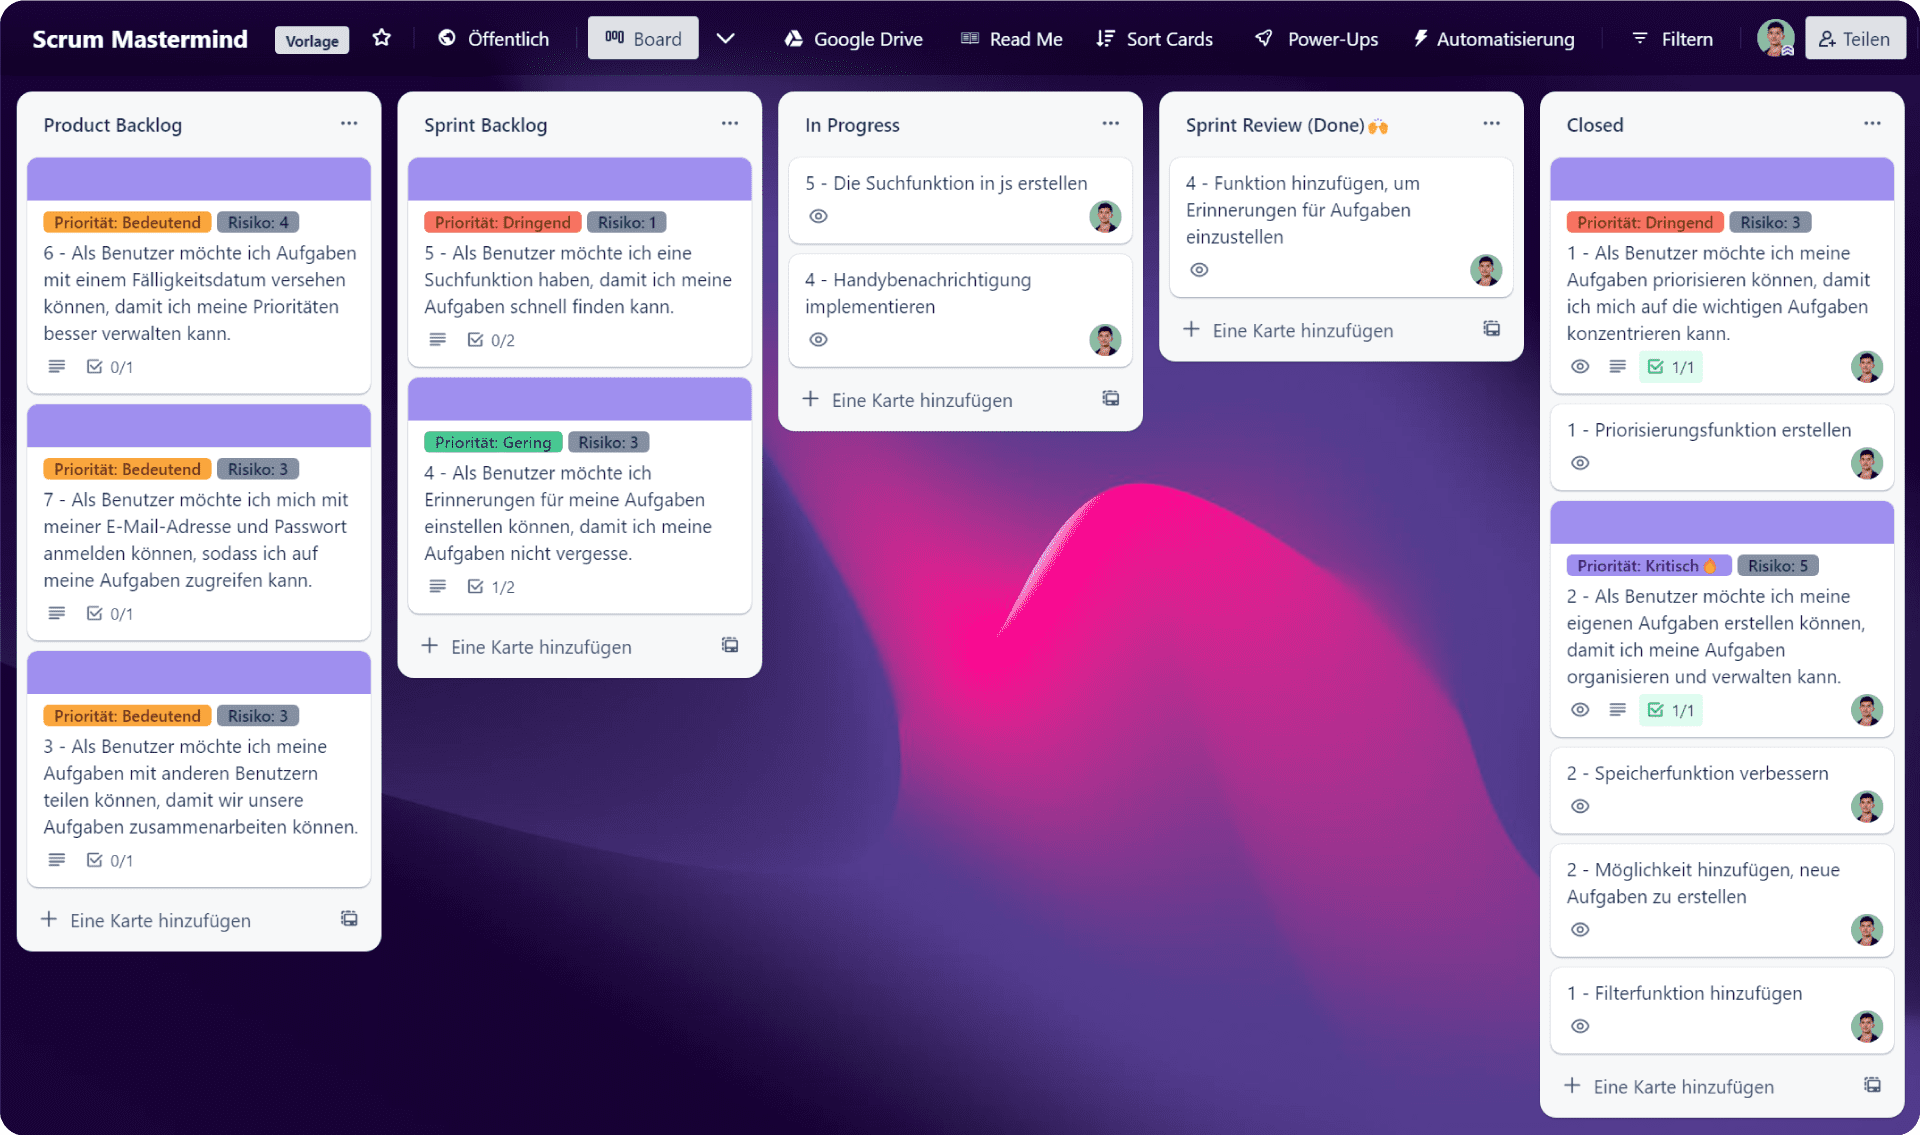 Scrum Mastermind
Vorlage
Öffentlich
Board
Google Drive
Read Me
Sort Cards
Power-Ups
Automatisierung
Filtern
Teilen
Product Backlog
Priorität: Bedeutend
Risiko: 4
6 - Als Benutzer möchte ich Aufgaben
mit einem Fälligkeitsdatum versehen
können, damit ich meine Prioritäten
besser verwalten kann.
0/1
Priorität: Bedeutend
Risiko: 3
7 - Als Benutzer möchte ich mich mit
meiner E-Mail-Adresse und Passwort
anmelden können, sodass ich auf
meine Aufgaben zugreifen kann.
0/1
Priorität: Bedeutend
Risiko: 3
3 - Als Benutzer möchte ich meine
Aufgaben mit anderen Benutzern
teilen können, damit wir unsere
Aufgaben zusammenarbeiten können.
0/1
Eine Karte hinzufügen
Sprint Backlog
Priorität: Dringend
Risiko: 1
5 - Als Benutzer möchte ich eine
Suchfunktion haben, damit ich meine
Aufgaben schnell finden kann.
0/2
Priorität: Gering
Risiko: 3
4 - Als Benutzer möchte ich
Erinnerungen für meine Aufgaben
einstellen können, damit ich meine
Aufgaben nicht vergesse.
1/2
Eine Karte hinzufügen
In Progress
5 - Die Suchfunktion in js erstellen
4 - Handybenachrichtigung
implementieren
Eine Karte hinzufügen
Sprint Review (Done)🙌
4 - Funktion hinzufügen, um
Erinnerungen für Aufgaben
einzustellen
Eine Karte hinzufügen
Closed
Priorität: Dringend
Risiko: 3
1 - Als Benutzer möchte ich meine
Aufgaben priorisieren können, damit
ich mich auf die wichtigen Aufgaben
konzentrieren kann.
1/1
1 - Priorisierungsfunktion erstellen
Priorität: Kritisch🔥
Risiko: 5
2 - Als Benutzer möchte ich meine
eigenen Aufgaben erstellen können,
damit ich meine Aufgaben
organisieren und verwalten kann.
1/1
2 - Speicherfunktion verbessern
2 - Möglichkeit hinzufügen, neue
Aufgaben zu erstellen
1 - Filterfunktion hinzufügen
Eine Karte hinzufügen